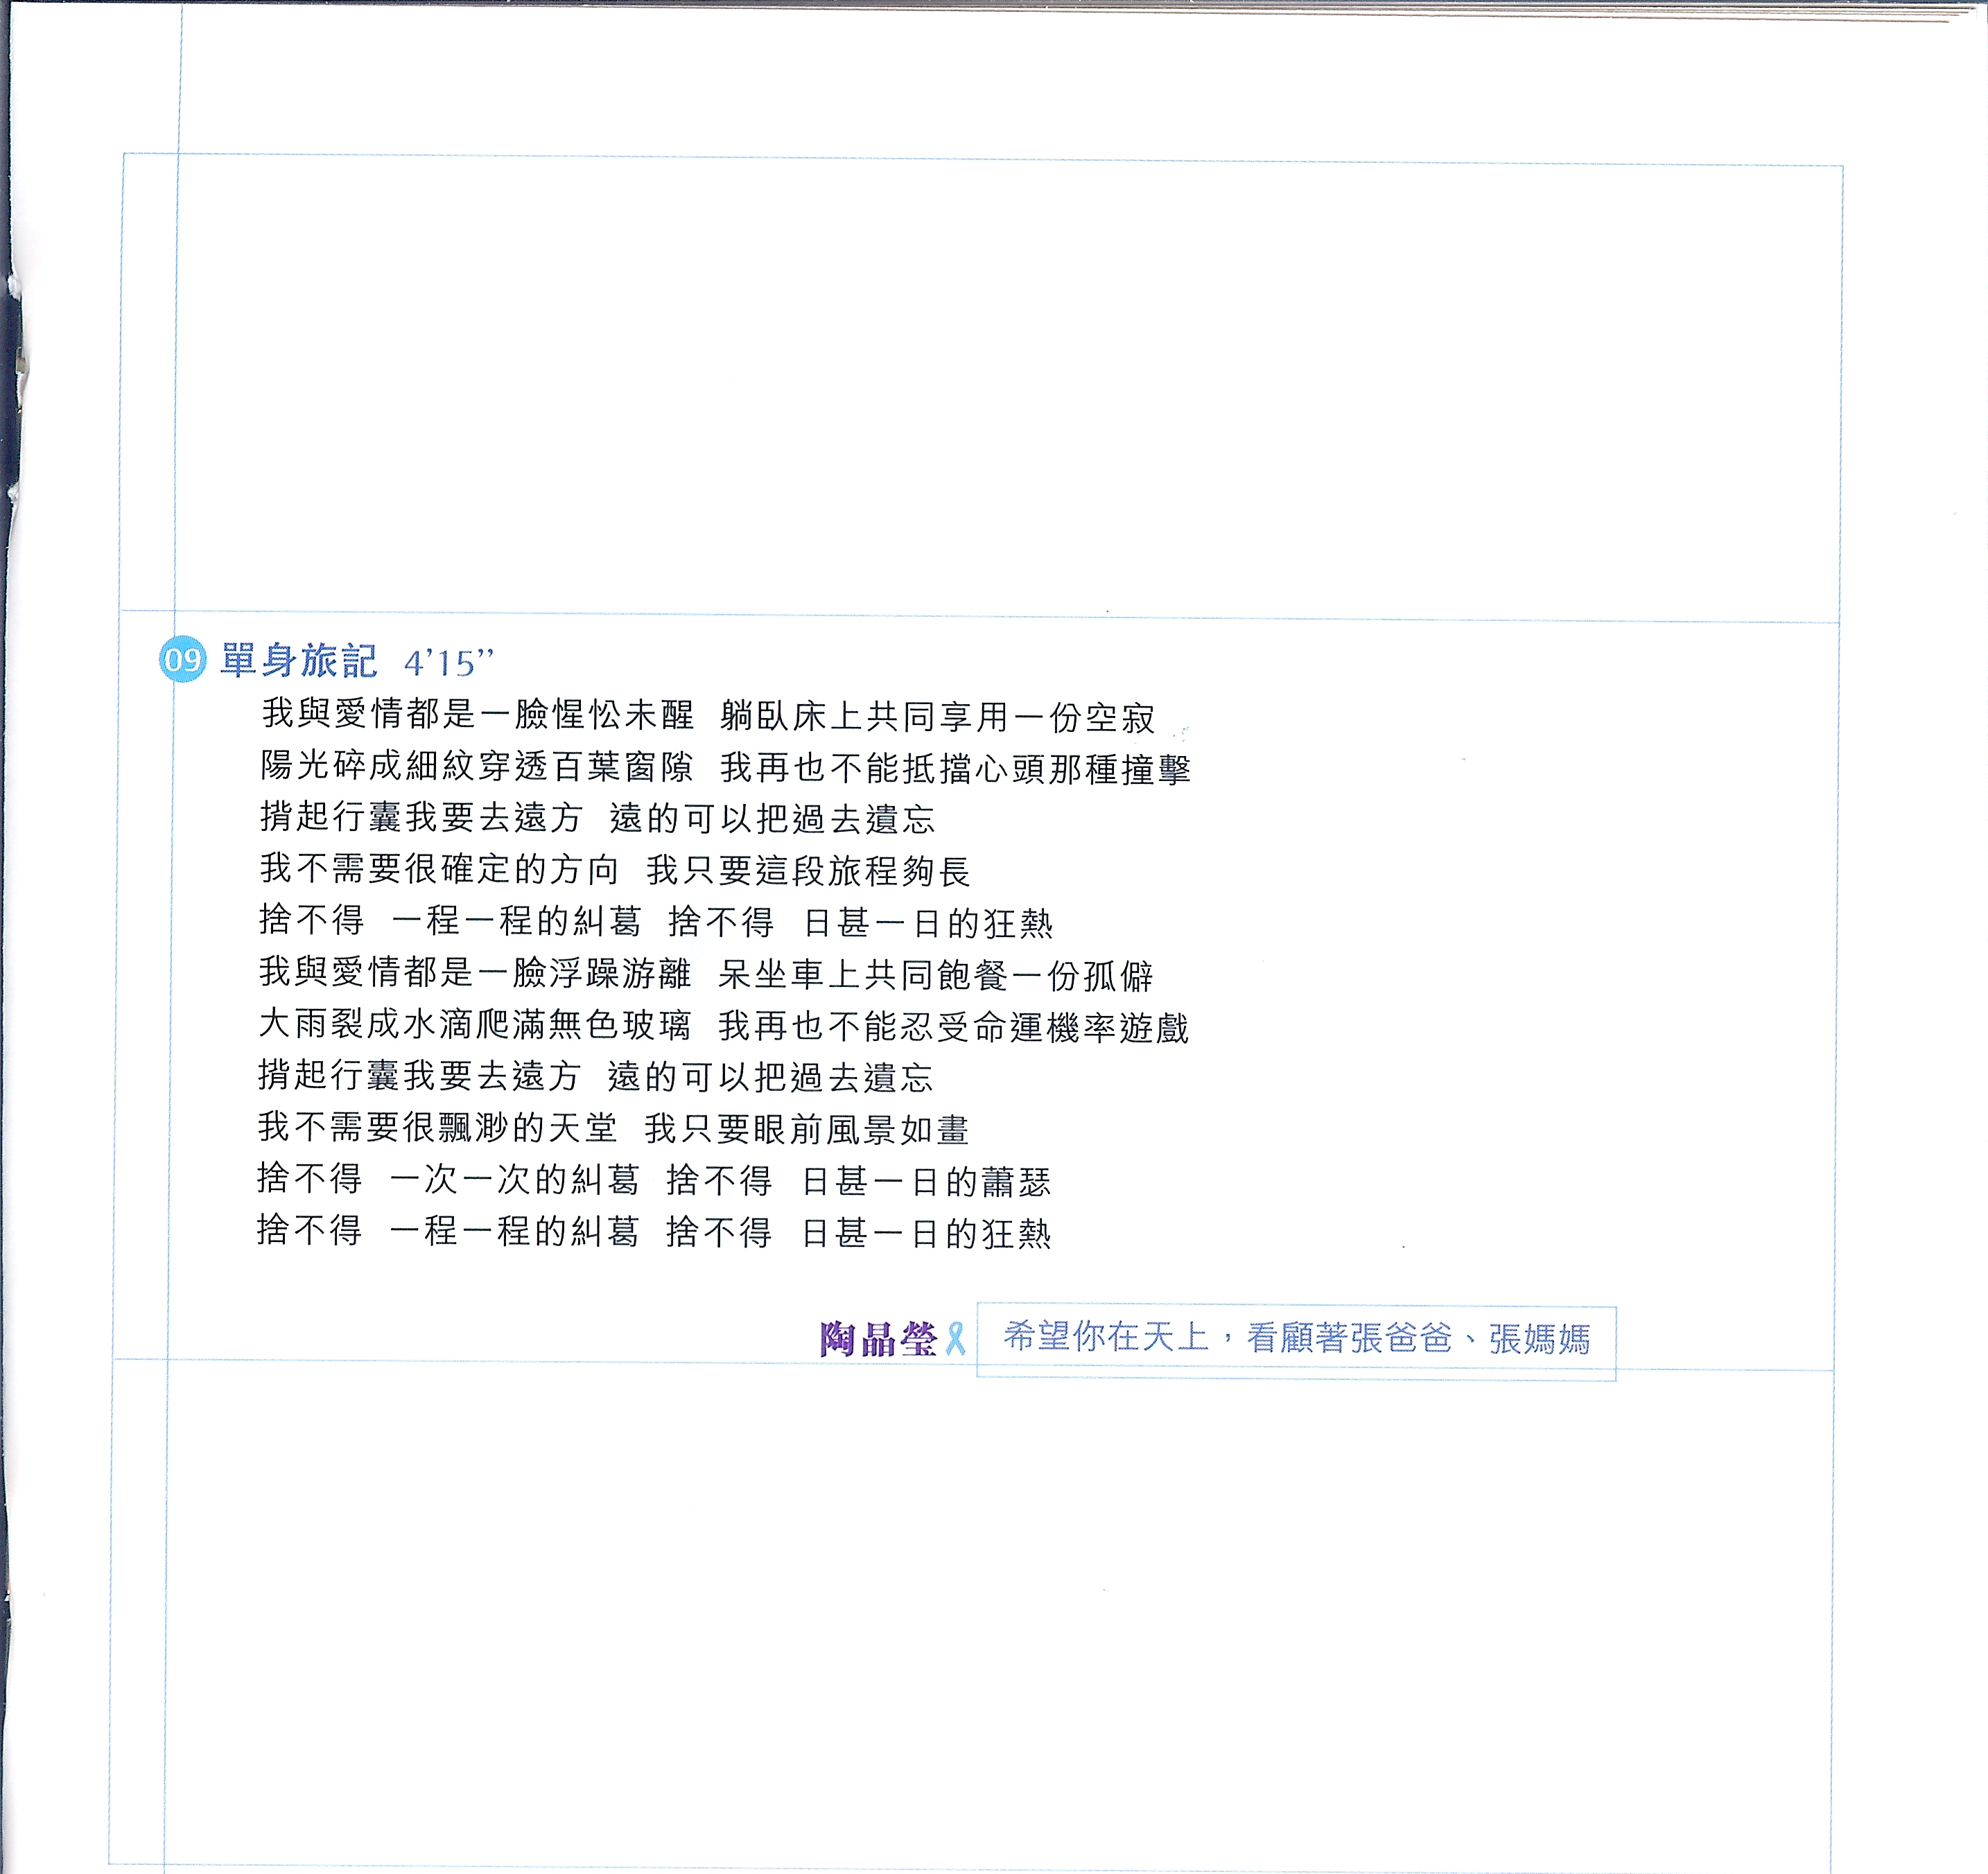 09 單身旅記 4’15”
我與愛情都是一臉惺忪未醒 躺臥床上共同享用一份空寂
陽光碎成細紋穿透百葉窗隙 我再也不能抵擋心頭那種撞擊
揹起行囊我要去遠方 遠的可以把過去遺忘
我不需要很確定的方向 我只要這段旅程夠長
捨不得 一程一程的糾葛 捨不得 日甚一日的狂熱
我與愛情都是一臉浮躁游離 呆坐車上共同飽餐一份孤僻
大雨裂成水滴爬滿無色玻璃 我再也不能忍受命運機率遊戲
揹起行囊我要去遠方 遠的可以把過去遺忘
我不需要很飄渺的天堂 我只要眼前風景如畫
捨不得 一次一次的糾葛 捨不得 日甚一日的蕭瑟
捨不得 一程一程的糾葛 捨不得 日甚一日的狂熱
陶晶瑩 希望你在天上，看顧著張爸爸、張媽媽